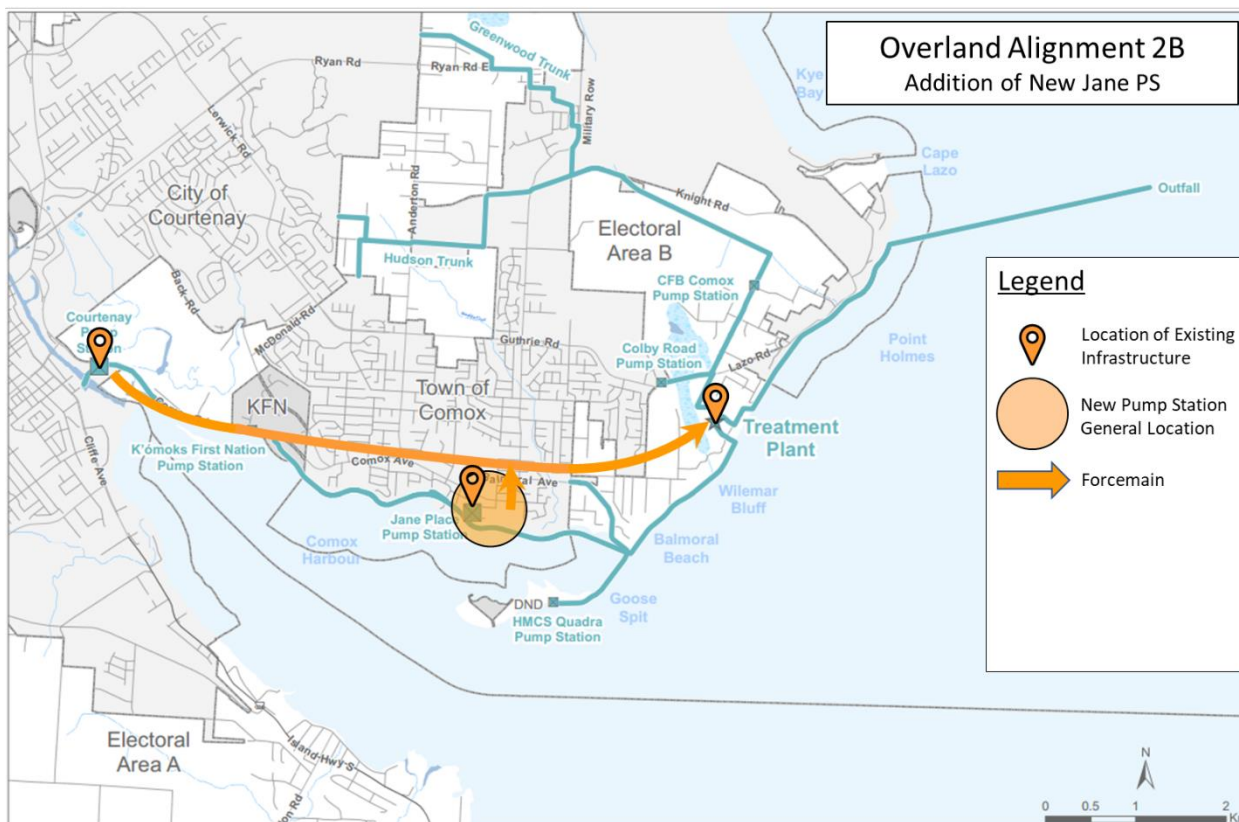 Overland Alignment 2B
Addition of New Jane PS
Greenwood Trunk
Ryan Rd
Ryan Rd E
Kye
Bay
Military Row
Lerwick Rd
Cape
Lazo
City of
Courtenay
Anderton Rd
Knight Rd
Outfall
Electoral
Area B
Hudson Trunk
Back Rd
CFB Comox
Pump Station
Courtenay
Station
McDonald Rd
Guthrie Rd
Colby Road
Pump Station
Lazo Rd
Point
Holmes
Town of
Comox
KFN
Treatment
Plant
K'ómoks First Nation
Pump Station
Cliffe Ave
Comox Ave
Ave
Wilemar
Bluff
Jane Place
Pump Station
Comox
Harbour
Balmoral
Beach
DND
HMCS Quadra
Pump Station
Goose
Spit
Electoral
Area A
Island Hwy S
Legend
Location of Existing
Infrastructure
New Pump Station
General Location
Forcemain
N
0 0.5 1 2